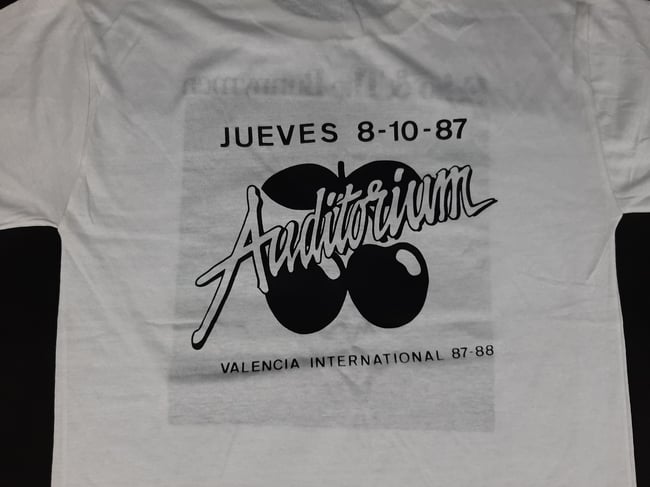 JUEVES 8-10-87
Auditorium
VALENCIA INTERNATIONAL 87-88